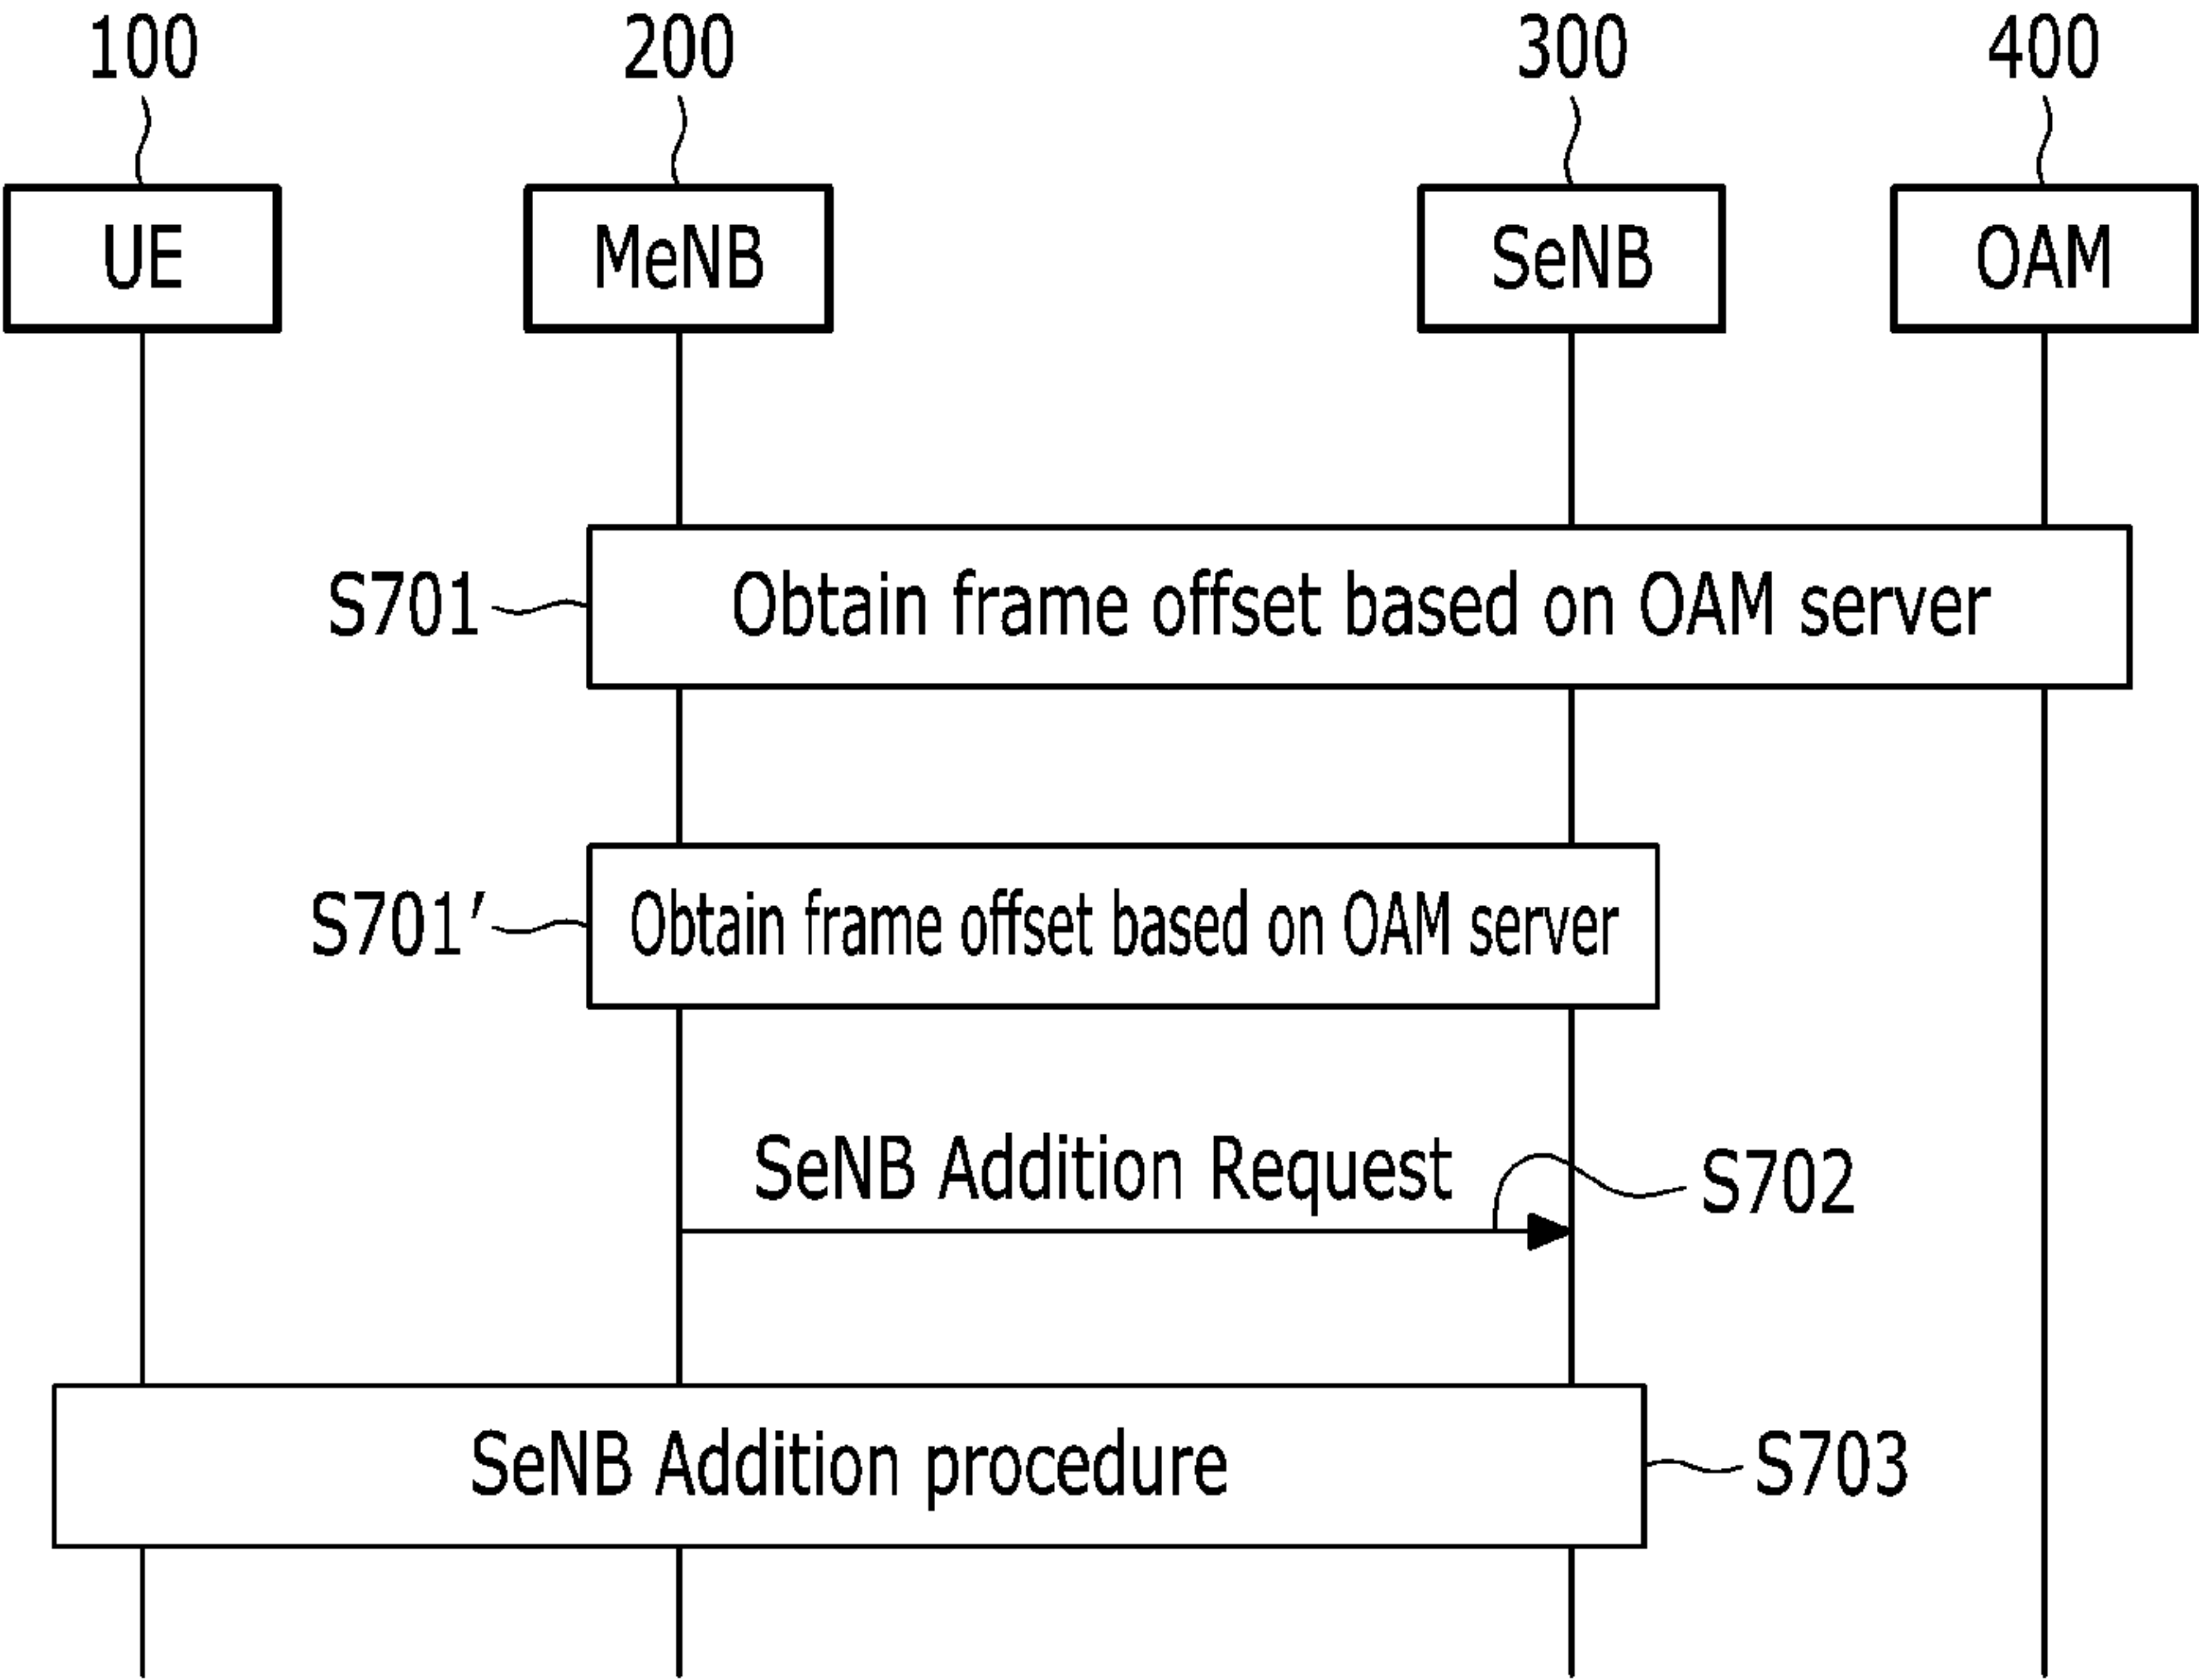 100
200
300
400
UE
MeNB
SeNB
OAM
S701
Obtain frame offset based on OAM server
S701′
Obtain frame offset based on OAM server
SeNB Addition Request
S702
SeNB Addition procedure
S703